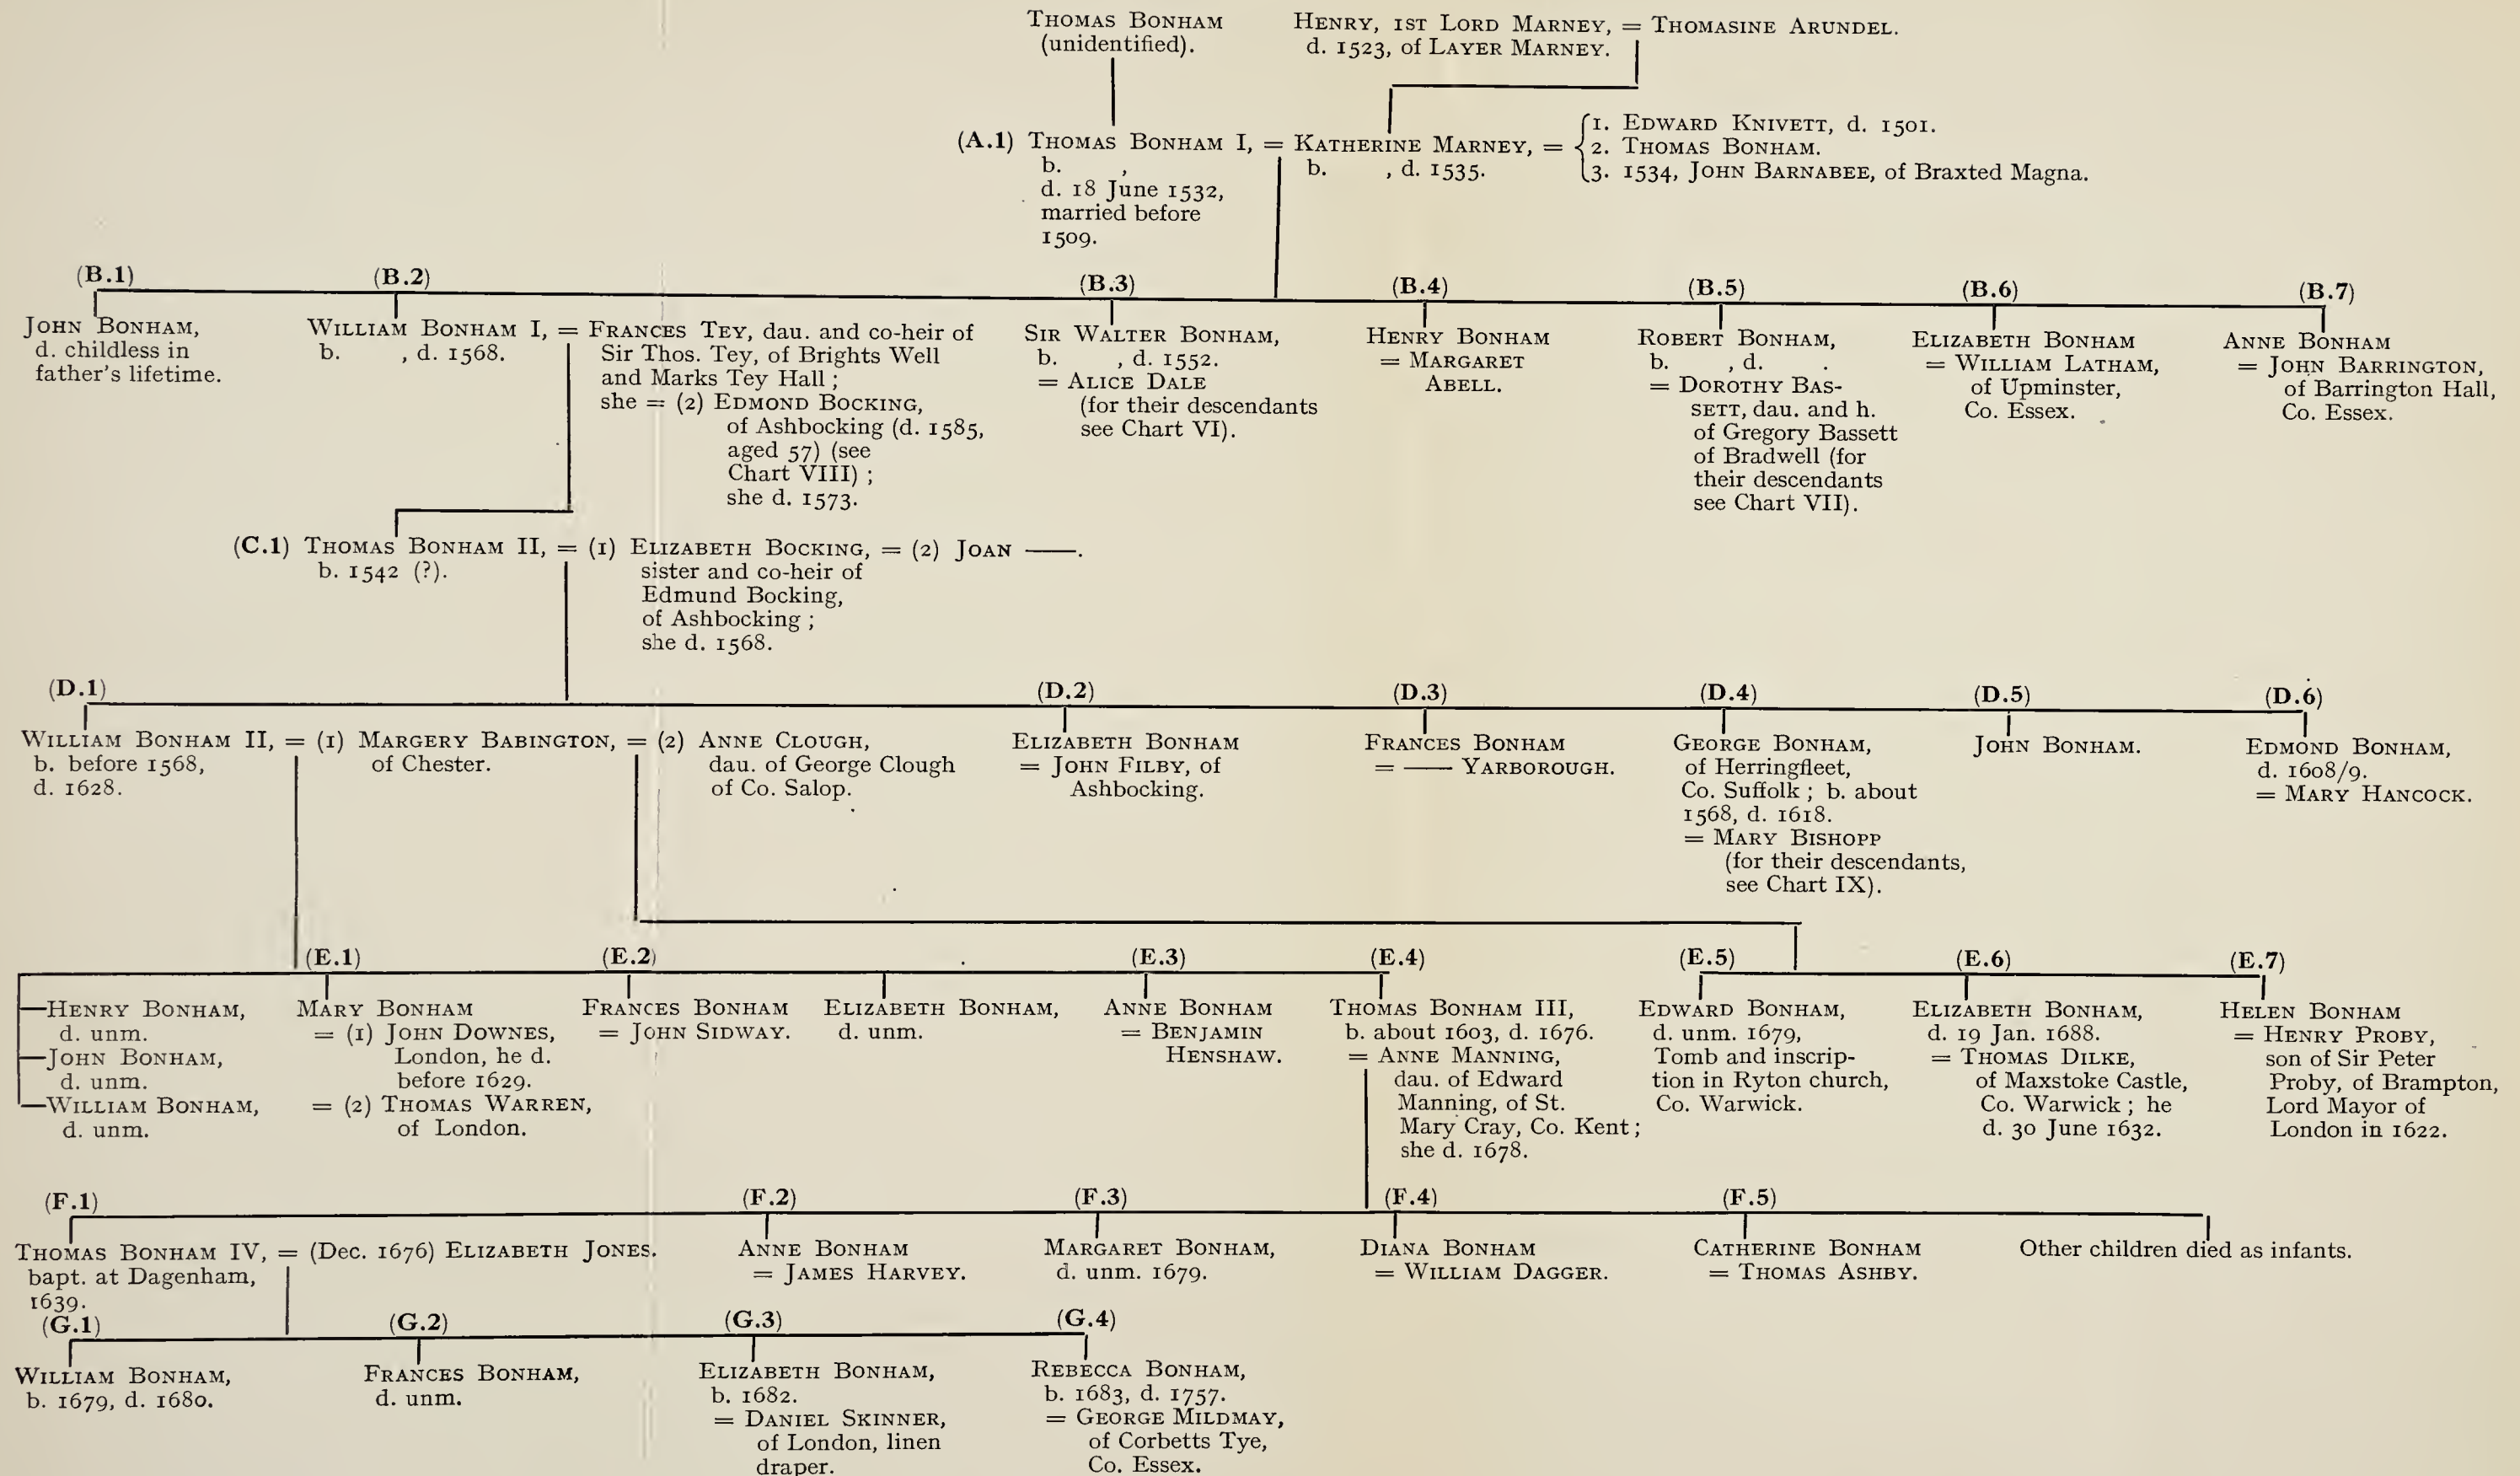 THOMAS BONHAM
(unidentified).
HENRY, 1ST LORD MARNEY, = THOMASINE ARUNDEL.
d. 1523, of LAYER MARNEY.
(A.1) THOMAS BONHAM I, = KATHERINE MARNEY, =
b. ,
d. 18 June 1532,
married before
1509.
b. , d. 1535.
1. EDWARD KNIVETT, d. 1501.
2. THOMAS BONHAM.
3. 1534, JOHN BARNABEE, of Braxted Magna.
(B.1)
JOHN BONHAM,
d. childless in
father's lifetime.
(B.2)
WILLIAM BONHAM I, =
b. , d. 1568.
FRANCES TEY, dau. and co-heir of
Sir Thos. Tey, of Brights Well
and Marks Tey Hall ;
she = (2) EDMOND BOCKING,
of Ashbocking (d. 1585,
aged 57) (see
Chart VIII) ;
she d. 1573.
(B.3)
SIR WALTER BONHAM,
b. , d. 1552.
= ALICE DALE
(for their descendants
see Chart VI).
(B.4)
HENRY BONHAM
= MARGARET
ABELL.
(B.5)
ROBERT BONHAM,
b. , d. .
= DOROTHY BAS-
SETT, dau. and h.
of Gregory Bassett
of Bradwell (for
their descendants
see Chart VII).
(B.6)
ELIZABETH BONHAM
= WILLIAM LATHAM,
of Upminster,
Co. Essex.
(B.7)
ANNE BONHAM
= JOHN BARRINGTON,
of Barrington Hall,
Co. Essex.
(C.1) THOMAS BONHAM II, = (1) ELIZABETH BOCKING, = (2) JOAN ——.
b. 1542 (?).
sister and co-heir of
Edmund Bocking,
of Ashbocking ;
she d. 1568.
(D.1)
WILLIAM BONHAM II, = (1) MARGERY BABINGTON, = (2) ANNE CLOUGH,
b. before 1568,
d. 1628.
of Chester.
dau. of George Clough
of Co. Salop.
(D.2)
ELIZABETH BONHAM
= JOHN FILBY, of
Ashbocking.
(D.3)
FRANCES BONHAM
= —— YARBOROUGH.
(D.4)
GEORGE BONHAM,
of Herringfleet,
Co. Suffolk ; b. about
1568, d. 1618.
= MARY BISHOPP
(for their descendants,
see Chart IX).
(D.5)
JOHN BONHAM.
(D.6)
EDMOND BONHAM,
d. 1608/9.
= MARY HANCOCK.
HENRY BONHAM,
d. unm.
JOHN BONHAM,
d. unm.
WILLIAM BONHAM,
d. unm.
(E.1)
MARY BONHAM
= (1) JOHN DOWNES,
London, he d.
before 1629.
= (2) THOMAS WARREN,
of London.
(E.2)
FRANCES BONHAM
= JOHN SIDWAY.
ELIZABETH BONHAM,
d. unm.
(E.3)
ANNE BONHAM
= BENJAMIN
HENSHAW.
(E.4)
THOMAS BONHAM III,
b. about 1603, d. 1676.
= ANNE MANNING,
dau. of Edward
Manning, of St.
Mary Cray, Co. Kent ;
she d. 1678.
(E.5)
EDWARD BONHAM,
d. unm. 1679,
Tomb and inscrip-
tion in Ryton church,
Co. Warwick.
(E.6)
ELIZABETH BONHAM,
d. 19 Jan. 1688.
= THOMAS DILKE,
of Maxstoke Castle,
Co. Warwick ; he
d. 30 June 1632.
(E.7)
HELEN BONHAM
= HENRY PROBY,
son of Sir Peter
Proby, of Brampton,
Lord Mayor of
London in 1622.
(F.1)
THOMAS BONHAM IV, = (Dec. 1676) ELIZABETH JONES.
bapt. at Dagenham,
1639.
(F.2)
ANNE BONHAM
= JAMES HARVEY.
(F.3)
MARGARET BONHAM,
d. unm. 1679.
(F.4)
DIANA BONHAM
= WILLIAM DAGGER.
(F.5)
CATHERINE BONHAM
= THOMAS ASHBY.
Other children died as infants.
(G.1)
WILLIAM BONHAM,
b. 1679, d. 1680.
(G.2)
FRANCES BONHAM,
d. unm.
(G.3)
ELIZABETH BONHAM,
b. 1682.
= DANIEL SKINNER,
of London, linen
draper.
(G.4)
REBECCA BONHAM,
b. 1683, d. 1757.
= GEORGE MILDMAY,
of Corbetts Tye,
Co. Essex.